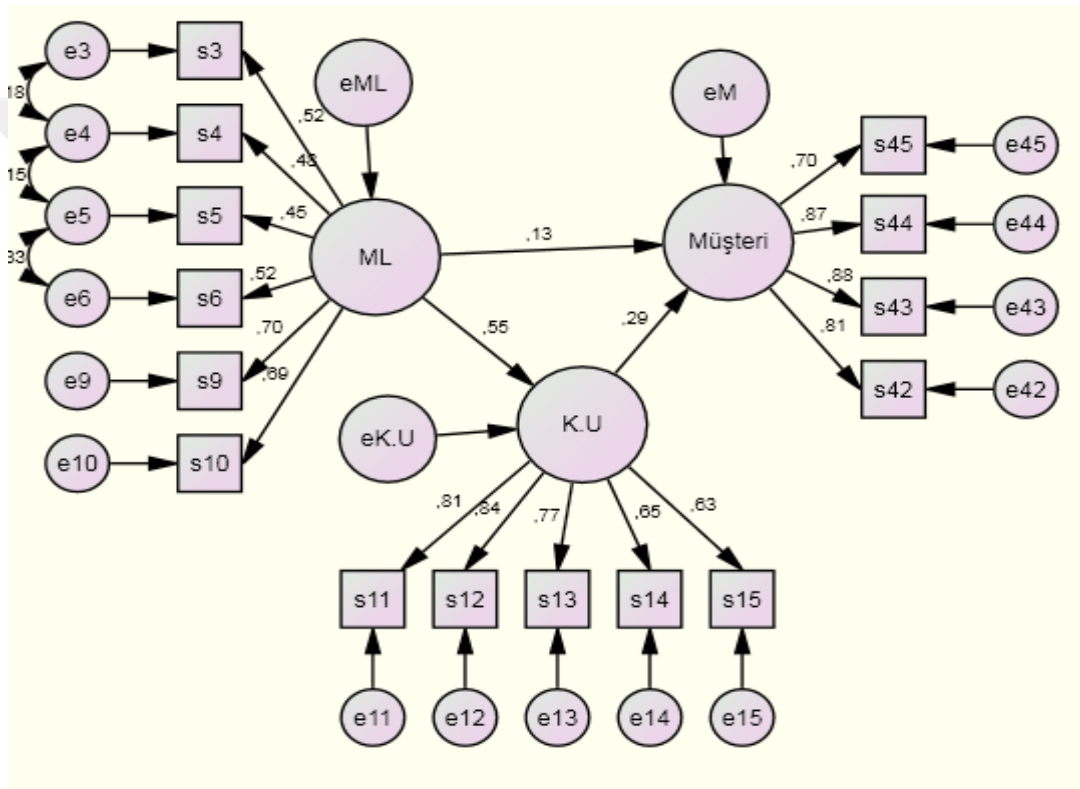 e3
s3
eML
eM
18
,52
e4
s4
,48
,70
s45
e45
15
e5
s5
,45
ML
,13
Müşteri
,87
s44
e44
33
e6
s6
,52
,88
s43
e43
,70
,55
,29
,81
e9
s9
,69
s42
e42
eK.U
K.U
e10
s10
,81
,84
,77
,65
,63
s11
s12
s13
s14
s15
e11
e12
e13
e14
e15